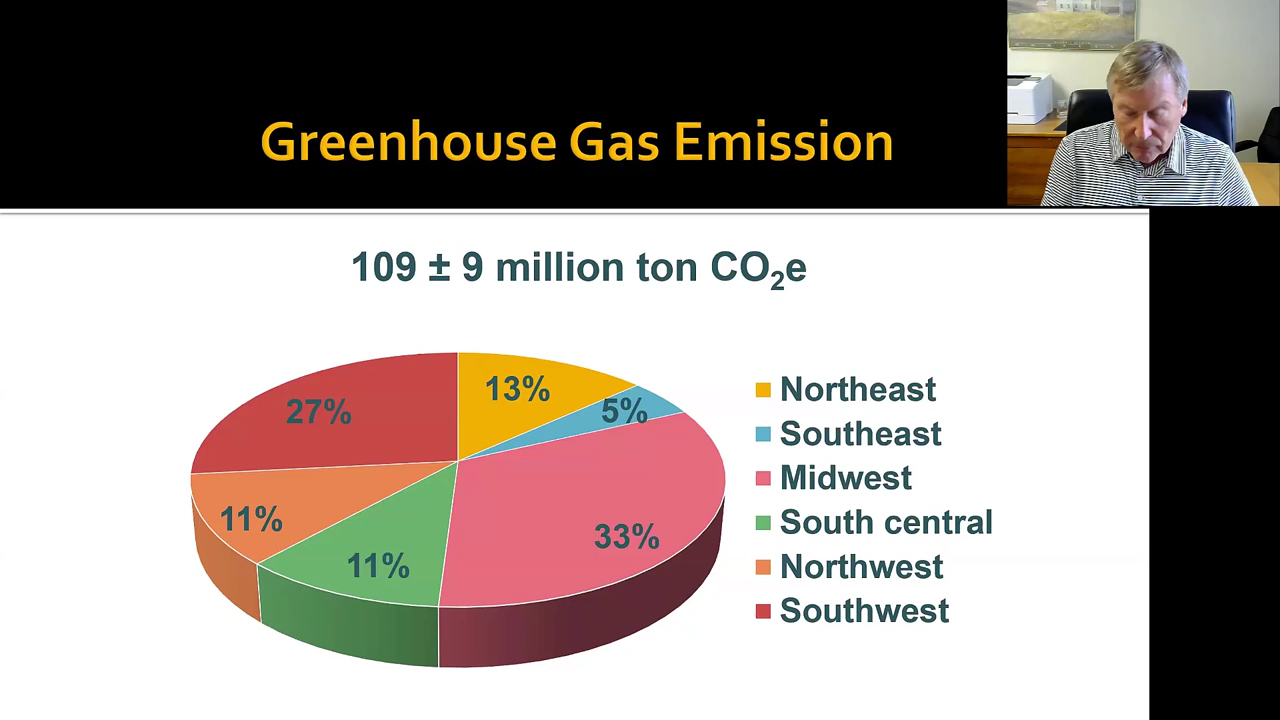 Greenhouse Gas Emission
109 ± 9 million ton CO₂e
27%
13%
5%
11%
11%
33%
Northeast
Southeast
Midwest
South central
Northwest
Southwest